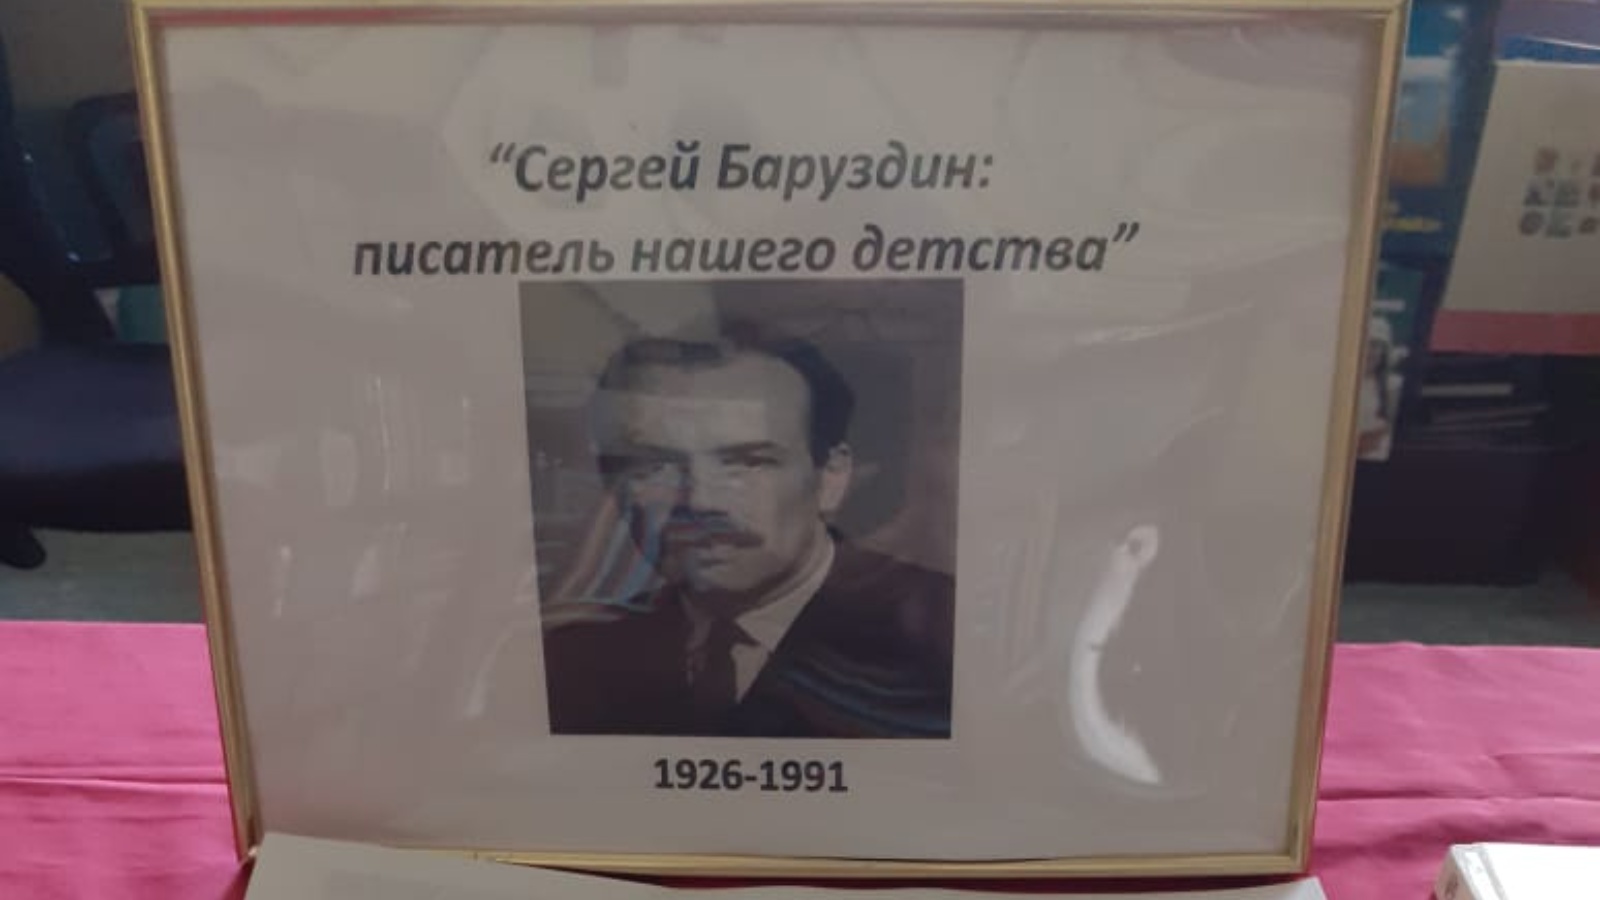 “Сергей Баруздин:
писатель нашего детства”
1926-1991